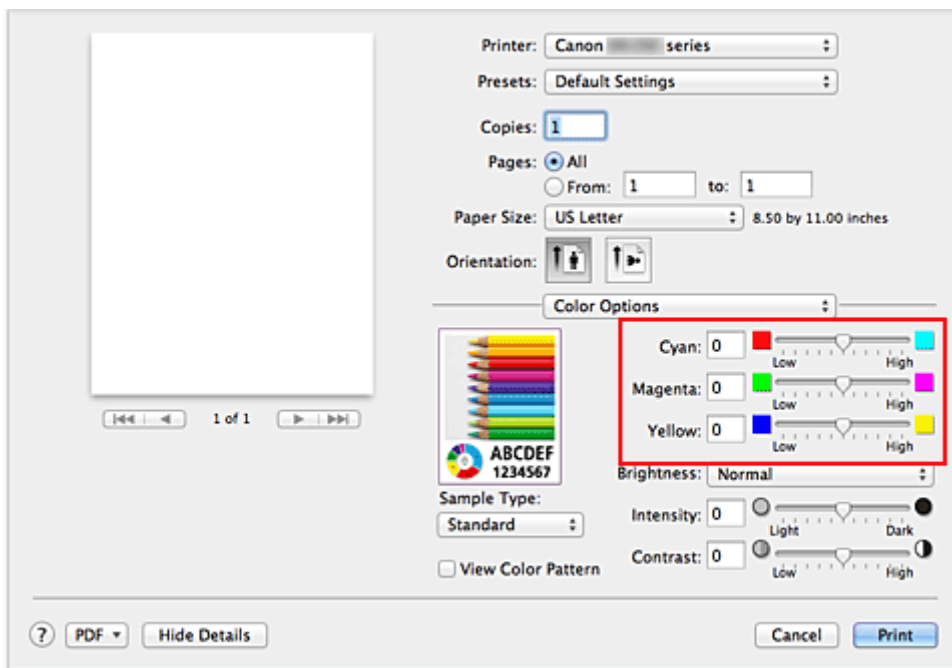 Printer: Canon series
Presets: Default Settings
Copies: 1
Pages: All
From: 1 to: 1
Paper Size: US Letter 8.50 by 11.00 inches
Orientation:
Color Options
Cyan: 0
Low High
Magenta: 0
Low High
Yellow: 0
Low High
1 of 1
ABCDEF
1234567
Brightness: Normal
Sample Type:
Standard
Intensity: 0
Light Dark
Contrast: 0
Low High
View Color Pattern
? PDF Hide Details Cancel Print